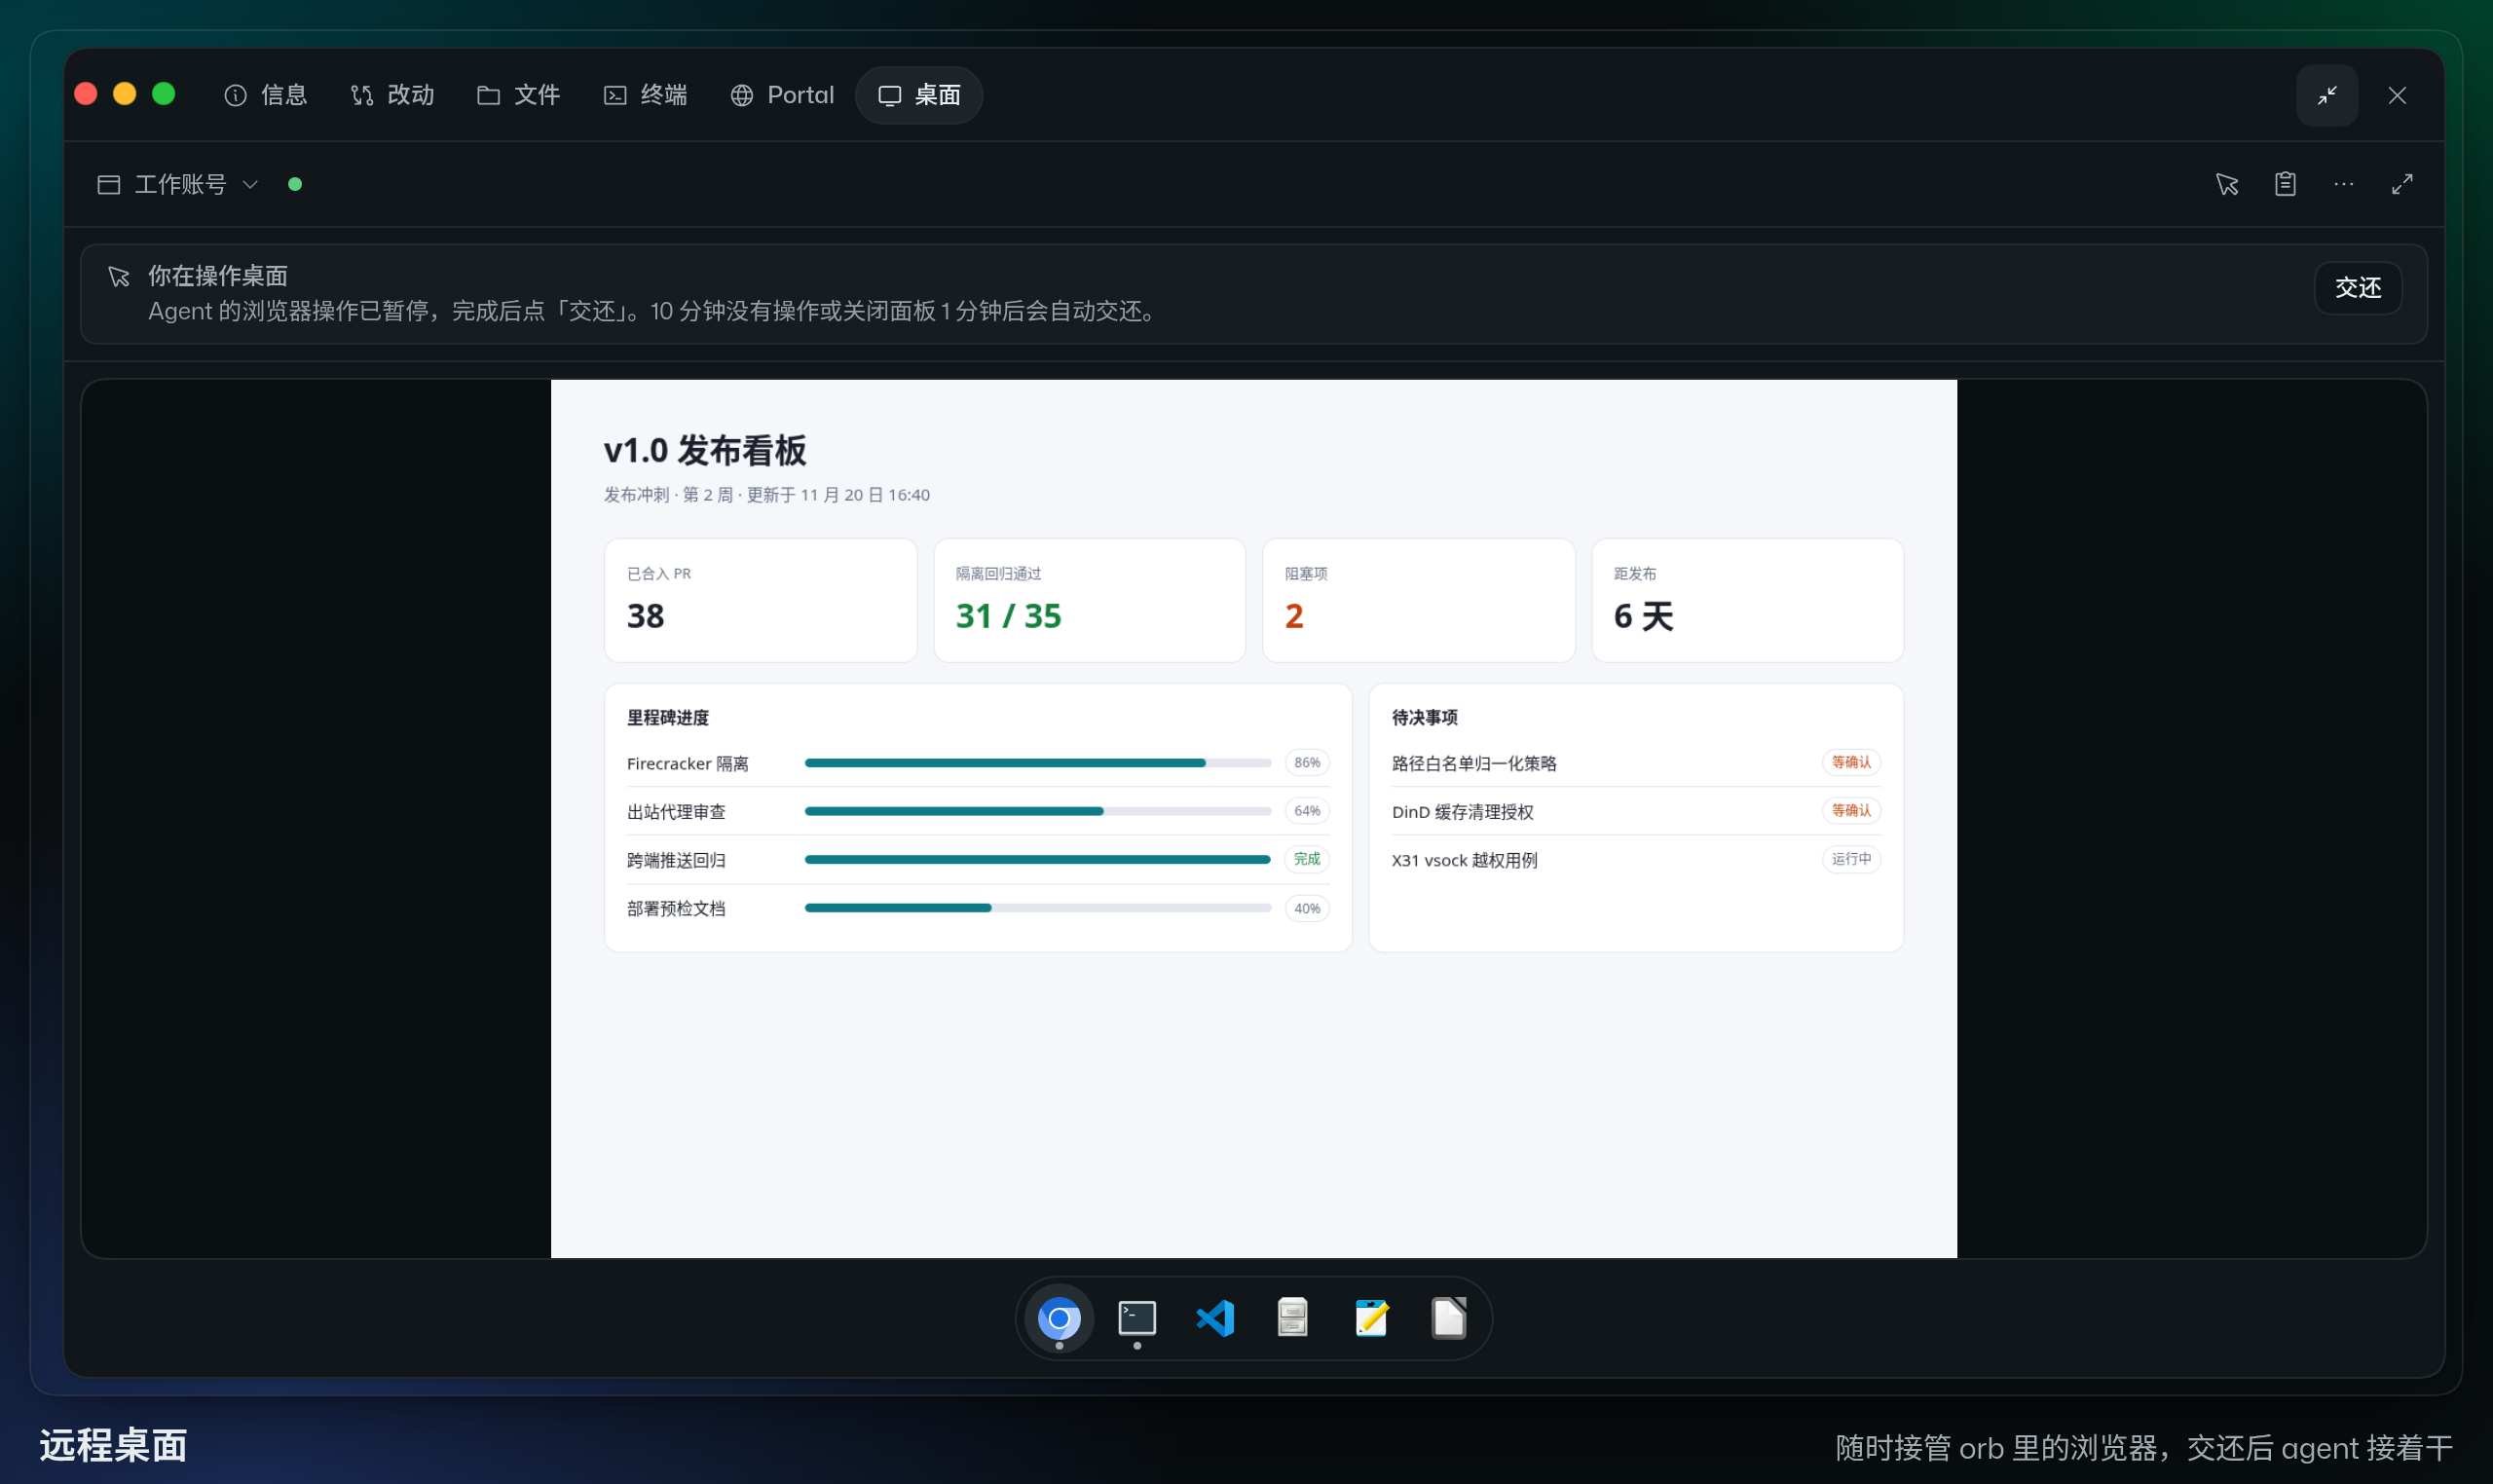 信息 改动 文件 终端 Portal 桌面
工作账号
你在操作桌面
Agent 的浏览器操作已暂停，完成后点「交还」。10 分钟没有操作或关闭面板 1 分钟后会自动交还。
交还
v1.0 发布看板
发布冲刺 · 第 2 周 · 更新于 11 月 20 日 16:40
已合入 PR
38
隔离回归通过
31 / 35
阻塞项
2
距发布
6 天
里程碑进度
Firecracker 隔离 86%
出站代理审查 64%
跨端推送回归 完成
部署预检文档 40%
待决事项
路径白名单归一化策略 等确认
DinD 缓存清理授权 等确认
X31 vsock 越权用例 运行中
远程桌面
随时接管 orb 里的浏览器，交还后 agent 接着干